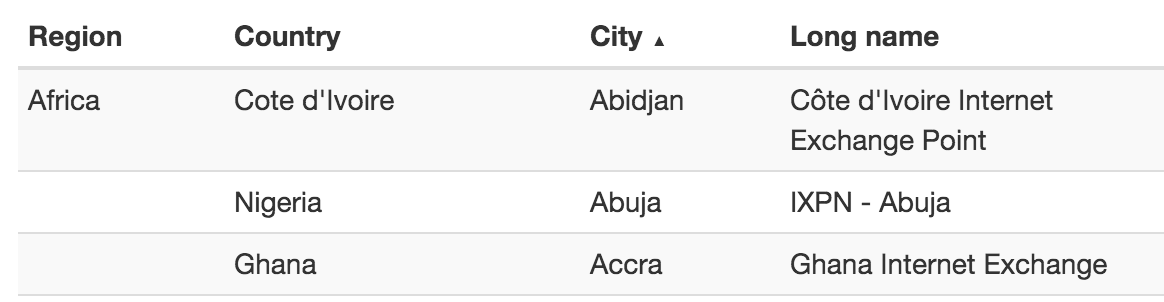 Region Country City ▲ Long name
Africa Cote d'Ivoire Abidjan Côte d'Ivoire Internet
Exchange Point
Nigeria Abuja IXPN - Abuja
Ghana Accra Ghana Internet Exchange